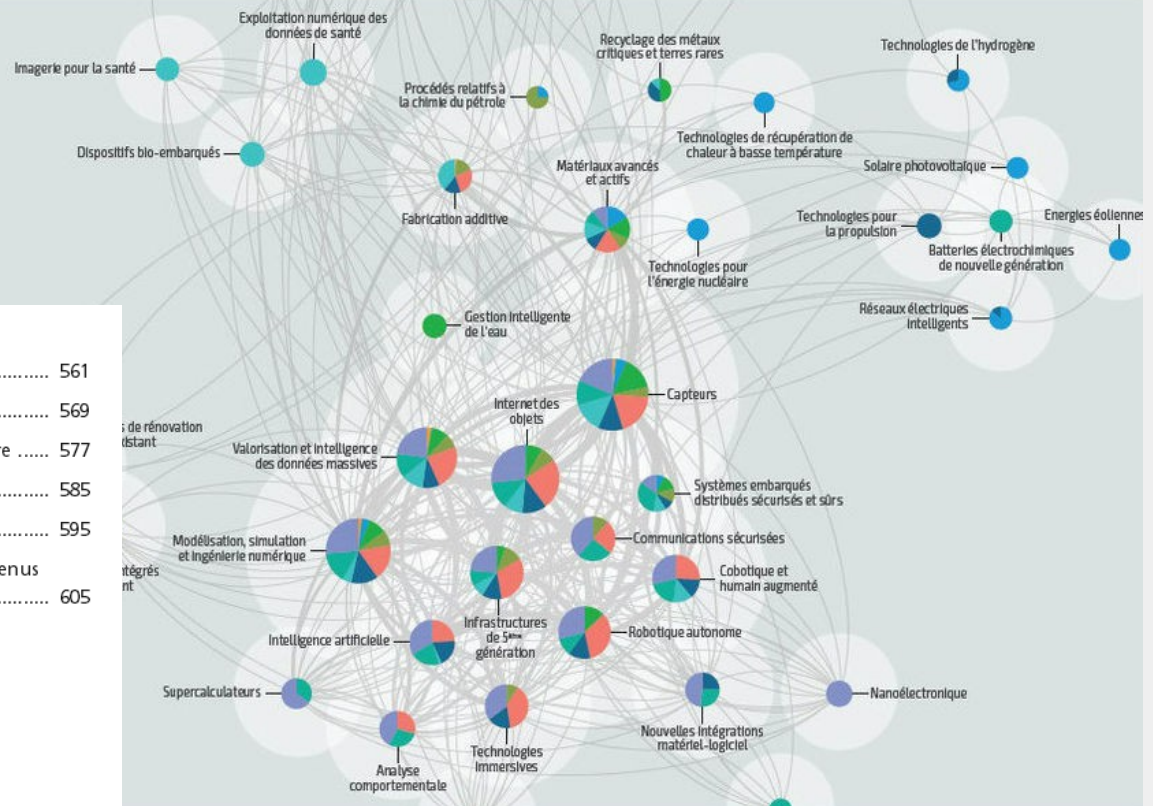 Exploitation numérique des
données de santé
Imagerie pour la santé
Recyclage des métaux
critiques et terres rares
Technologies de l'hydrogène
Procédés relatifs à
la chimie du pétrole
Technologies de récupération de
chaleur à basse température
Dispositifs bio-embarqués
Matériaux avancés
et actifs
Solaire photovoltaïque
Fabrication additive
Technologies pour
la propulsion
Energies éoliennes
Batteries électrochimiques
de nouvelle génération
Technologies pour
l'énergie nucléaire
Réseaux électriques
intelligents
Gestion intelligente
de l'eau
.......... 561
.......... 569
re ...... 577
.......... 585
.......... 595
enus
.......... 605
s de rénovation
xistant
ntégrés
nt
Capteurs
Internet des
objets
Valorisation et intelligence
des données massives
Systèmes embarqués
distribués sécurisés et sûrs
Modélisation, simulation
et ingénierie numérique
Communications sécurisées
Cobotique et
humain augmenté
Infrastructures
de 5ème
génération
Intelligence artificielle
Robotique autonome
Supercalculateurs
Nanoélectronique
Nouvelles intégrations
matériel-logiciel
Technologies
immersives
Analyse
comportementale